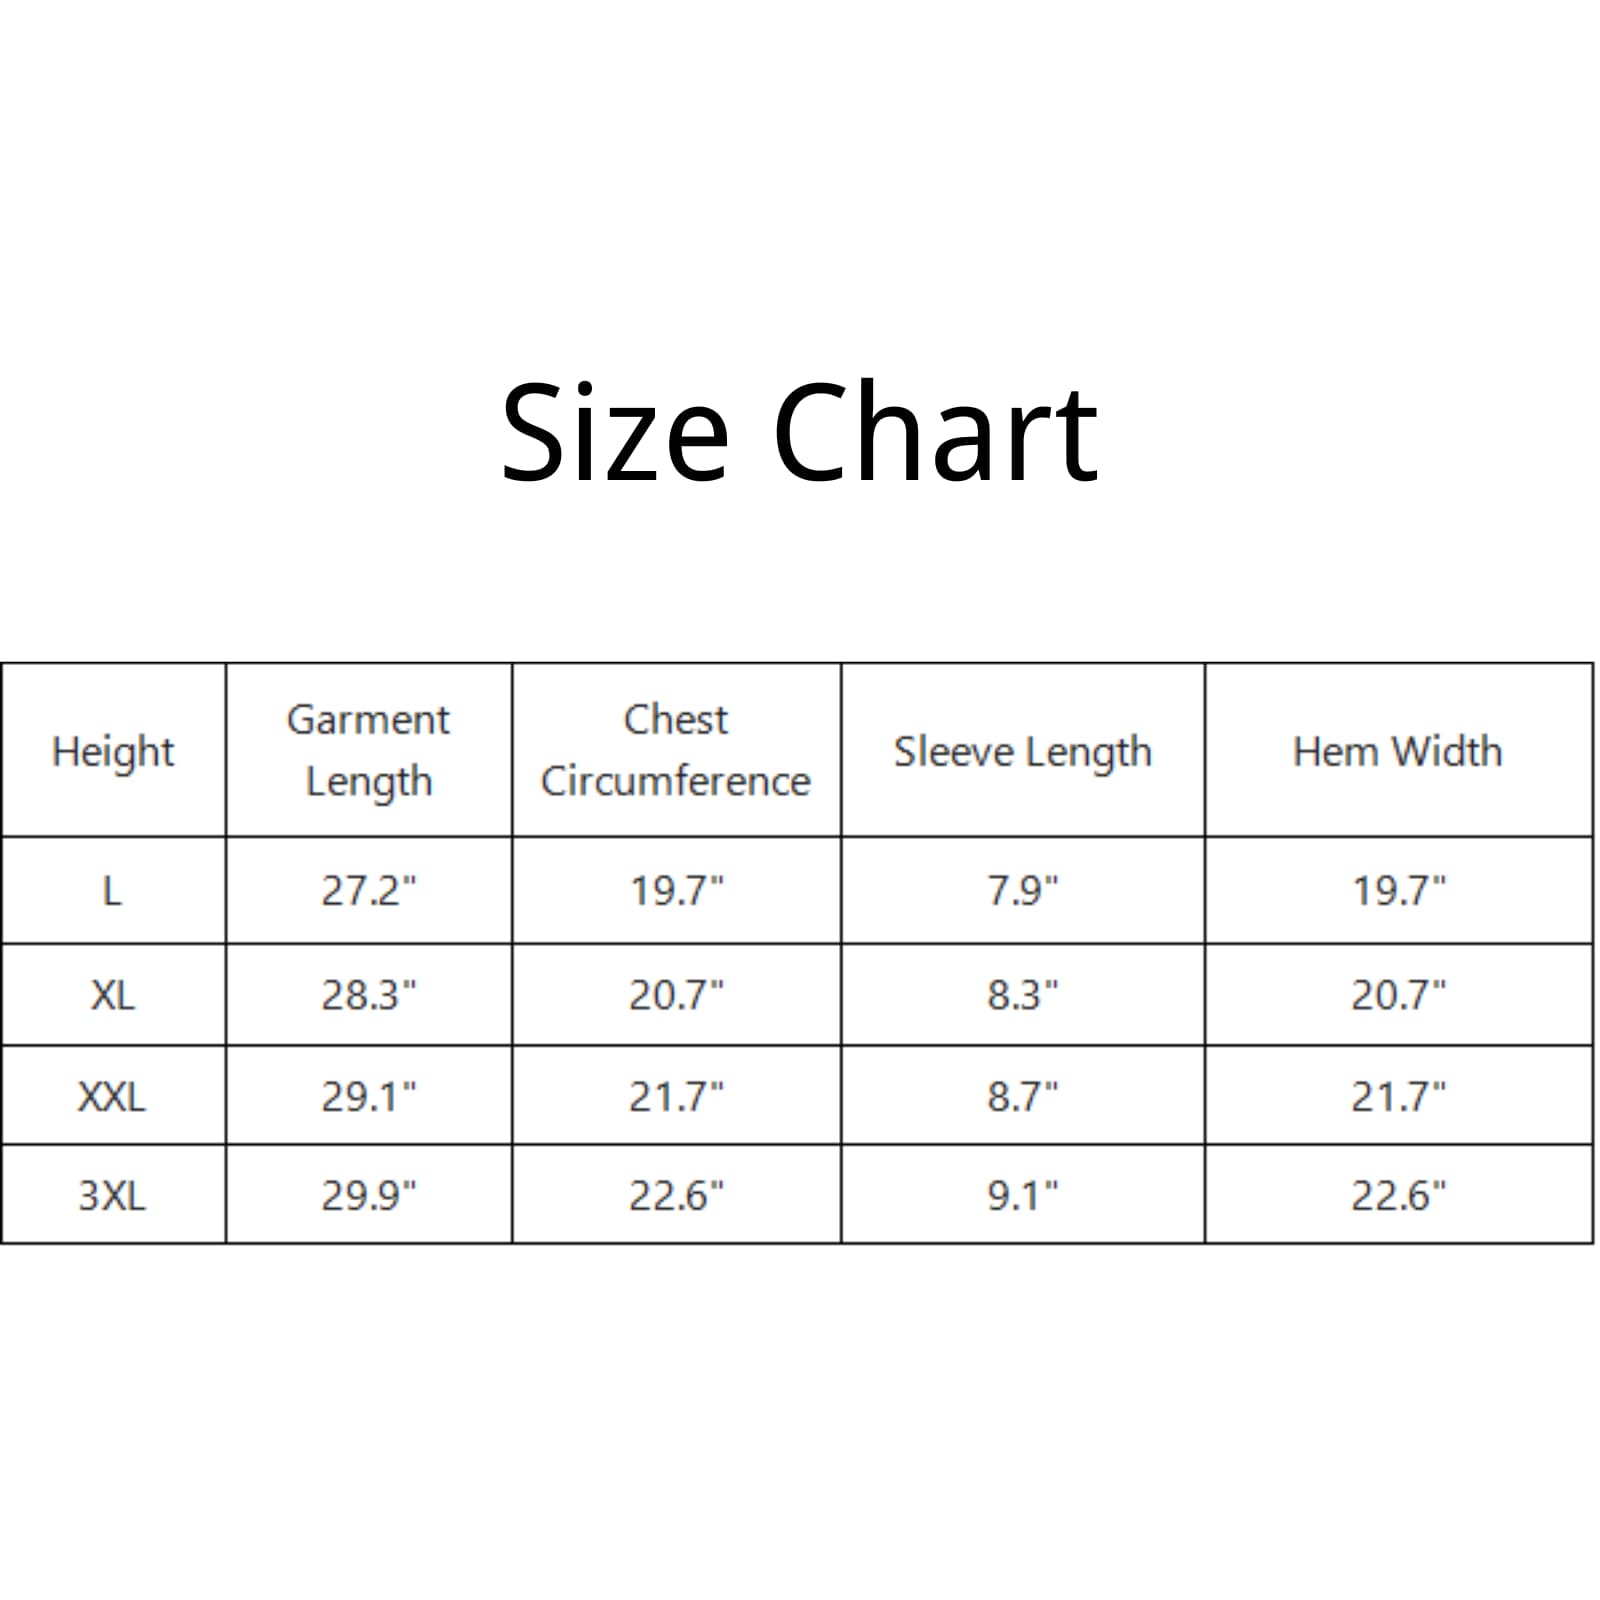 Size Chart
Height Garment Length Chest Circumference Sleeve Length Hem Width
L 27.2" 19.7" 7.9" 19.7"
XL 28.3" 20.7" 8.3" 20.7"
XXL 29.1" 21.7" 8.7" 21.7"
3XL 29.9" 22.6" 9.1" 22.6"